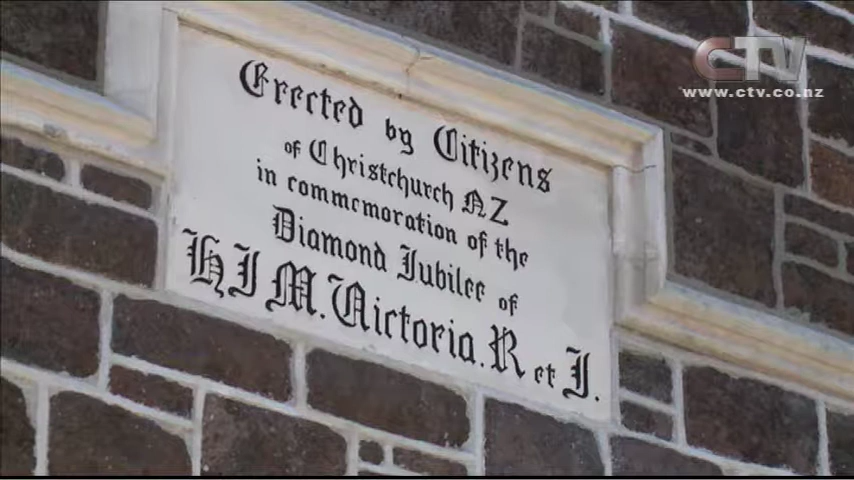 CTV
www.ctv.co.nz
Erected by Citizens
of Christchurch NZ
in commemoration of the
Diamond Jubilee of
HIM. Victoria. R et I.